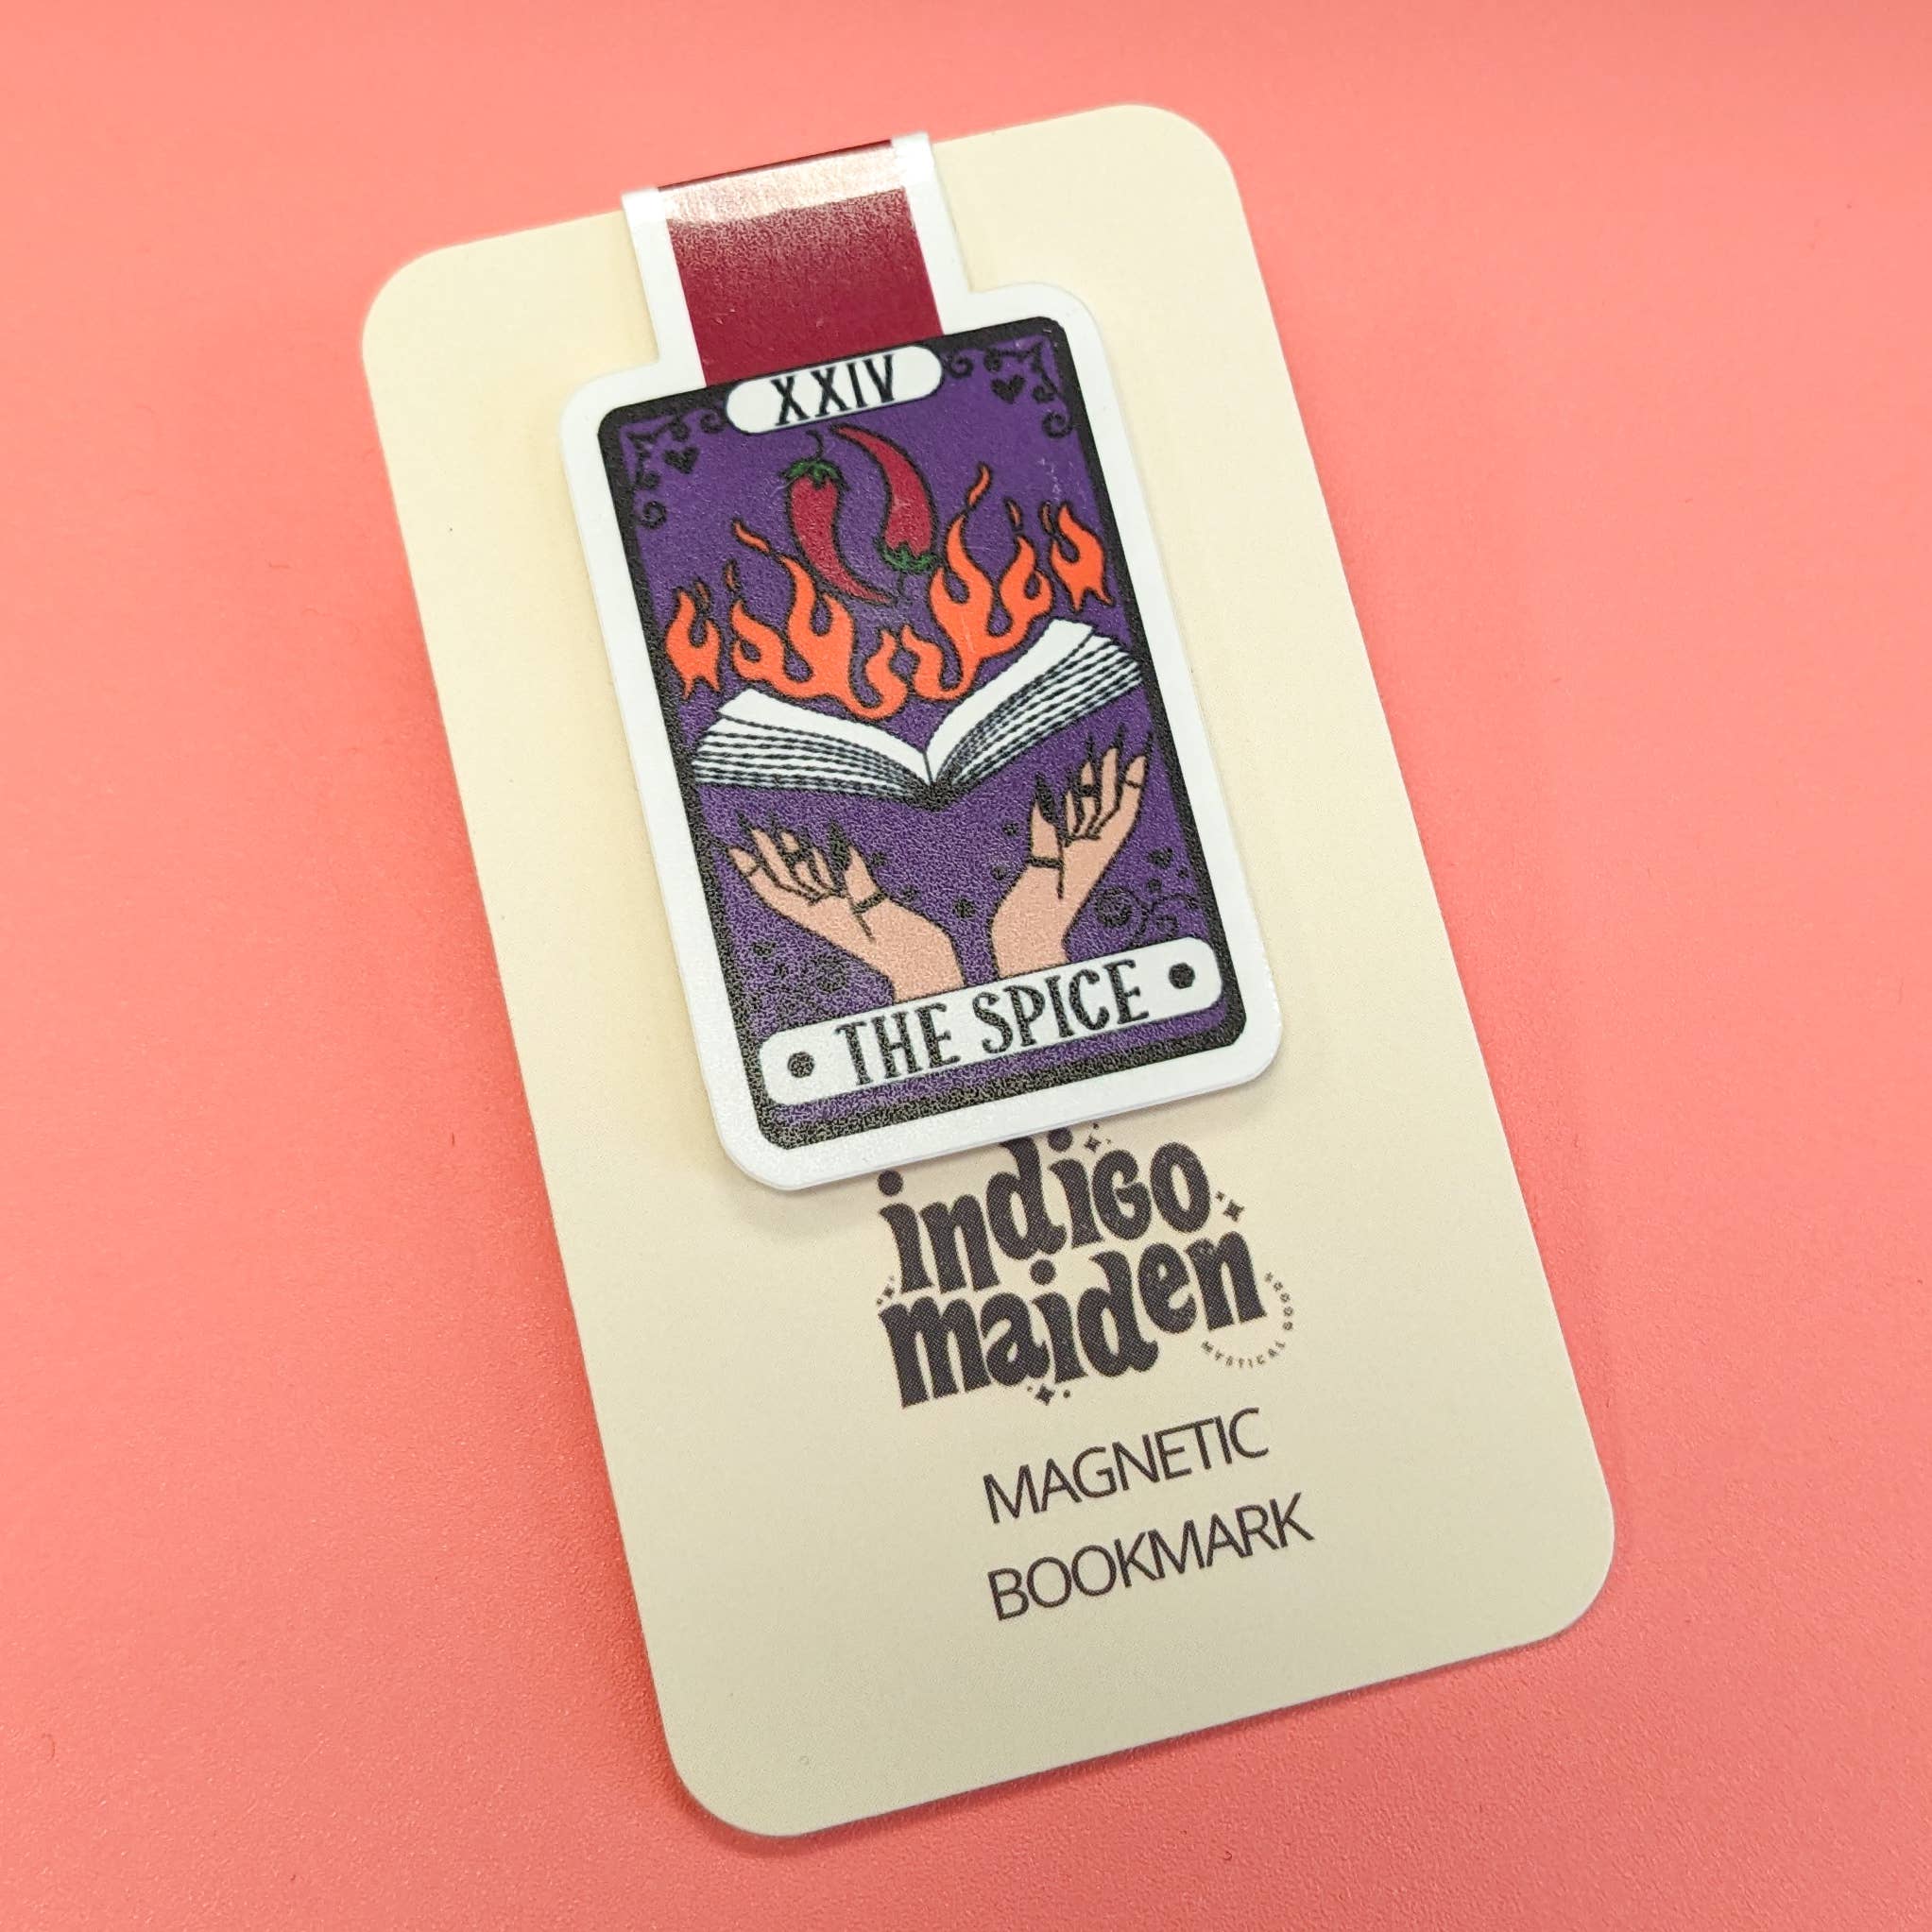 XXIV
THE SPICE
indiGo
maiden
MYSTICAL GOODS
MAGNETIC
BOOKMARK